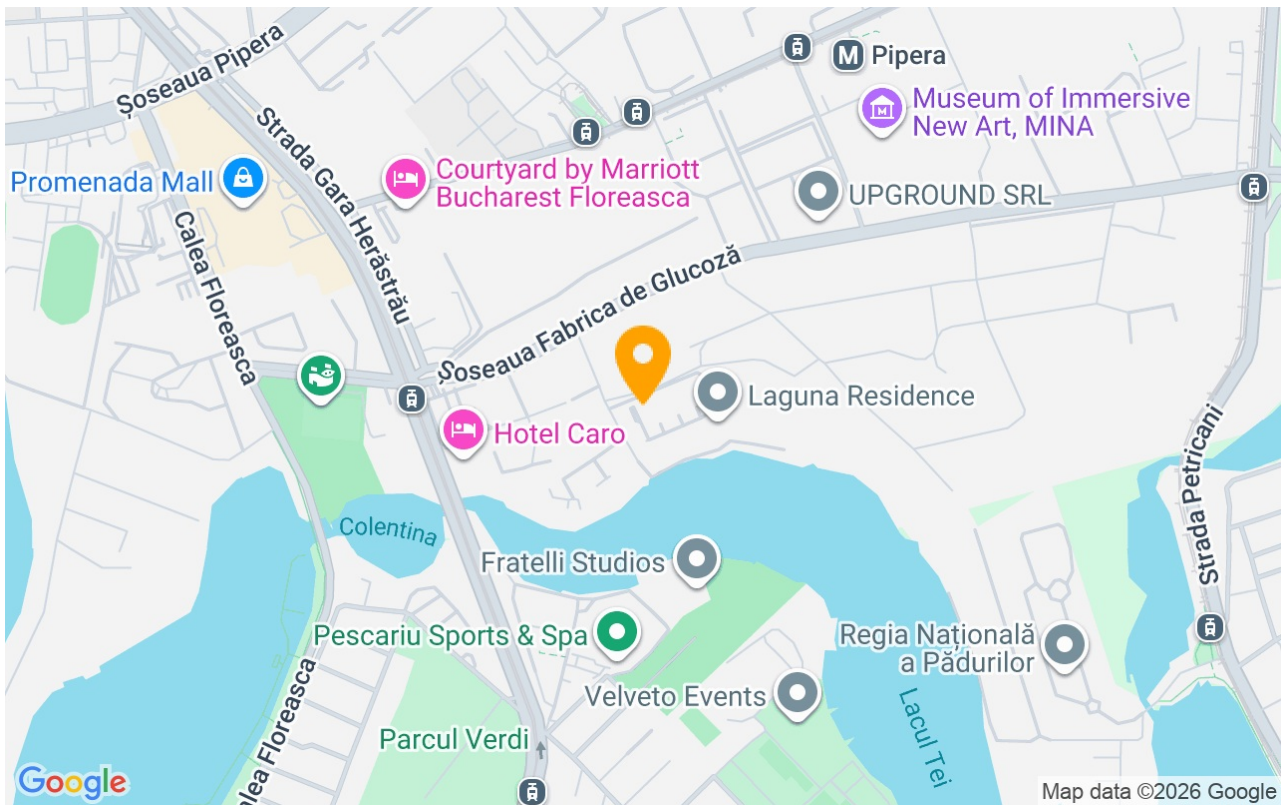 Șoseaua Pipera
Strada Gara Herăstrău
M Pipera
Museum of Immersive
New Art, MINA
Promenada Mall
Courtyard by Marriott
Bucharest Floreasca
UPGROUND SRL
Calea Floreasca
Șoseaua Fabrica de Glucoză
Laguna Residence
Hotel Caro
Strada Petricani
Colentina
Fratelli Studios
Pescariu Sports & Spa
Regia Națională
a Pădurilor
Velveto Events
Lacul Tei
Parcul Verdi
alea Floreasca
Google
Map data ©2026 Google